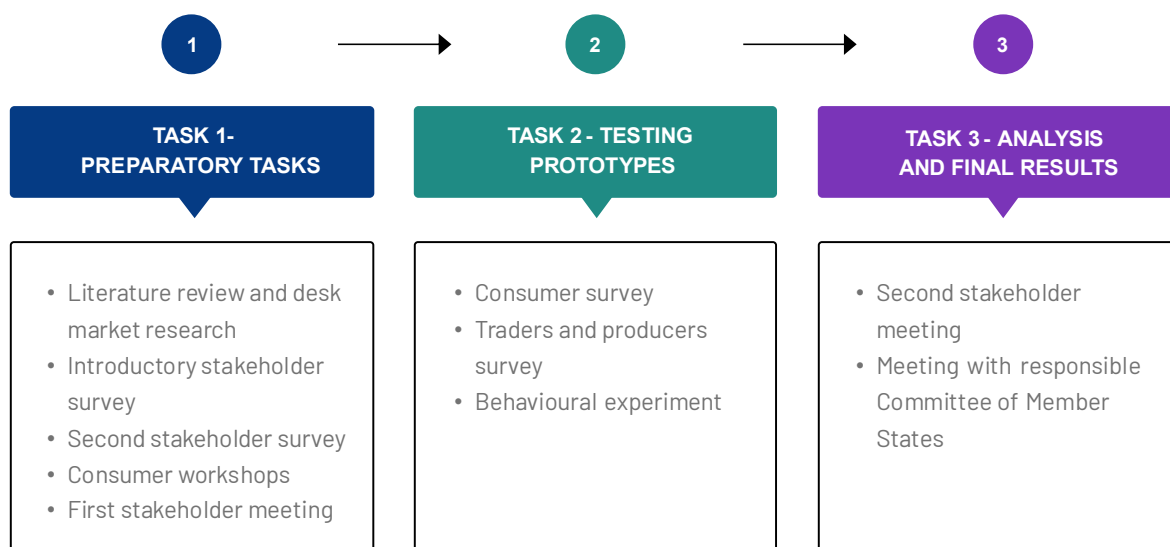 1
2
3
TASK 1-
PREPARATORY TASKS
TASK 2 - TESTING
PROTOTYPES
TASK 3 - ANALYSIS
AND FINAL RESULTS
• Literature review and desk
market research
• Introductory stakeholder
survey
• Second stakeholder survey
• Consumer workshops
• First stakeholder meeting
• Consumer survey
• Traders and producers
survey
• Behavioural experiment
• Second stakeholder
meeting
• Meeting with responsible
Committee of Member
States